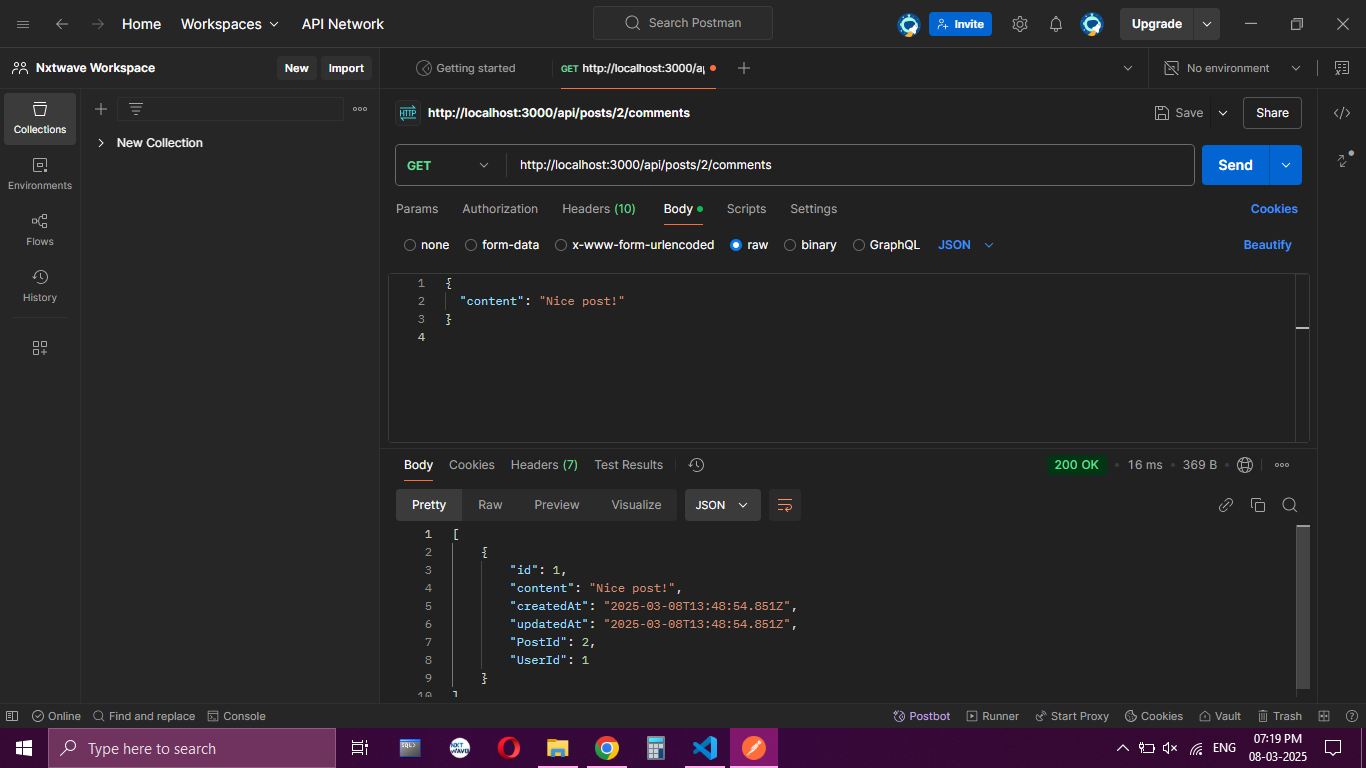 Home Workspaces API Network Search Postman Invite Upgrade
Nxtwave Workspace New Import Getting started GET http://localhost:3000/ap No environment
Collections
Environments
Flows
History
New Collection
HTTP http://localhost:3000/api/posts/2/comments Save Share
GET http://localhost:3000/api/posts/2/comments Send
Params Authorization Headers (10) Body Scripts Settings Cookies
none form-data x-www-form-urlencoded raw binary GraphQL JSON Beautify
1 {
2 "content": "Nice post!"
3 }
4
Body Cookies Headers (7) Test Results 200 OK 16 ms 369 B
Pretty Raw Preview Visualize JSON
1 [
2 {
3 "id": 1,
4 "content": "Nice post!",
5 "createdAt": "2025-03-08T13:48:54.851Z",
6 "updatedAt": "2025-03-08T13:48:54.851Z",
7 "PostId": 2,
8 "UserId": 1
9 }
10 ]
Online Find and replace Console Postbot Runner Start Proxy Cookies Vault Trash
Type here to search SQL NXT WAVE ENG 07:19 PM
08-03-2025